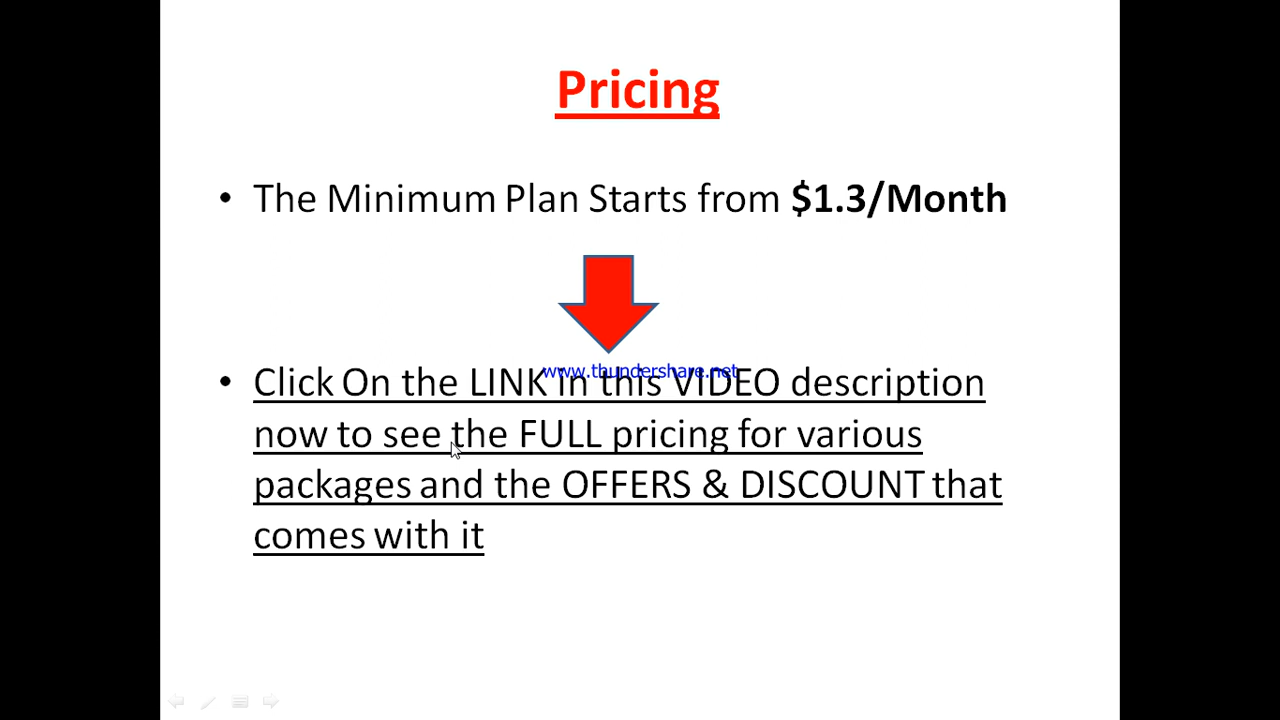 Pricing
• The Minimum Plan Starts from $1.3/Month
www.thundershare.net
• Click On the LINK in this VIDEO description
now to see the FULL pricing for various
packages and the OFFERS & DISCOUNT that
comes with it